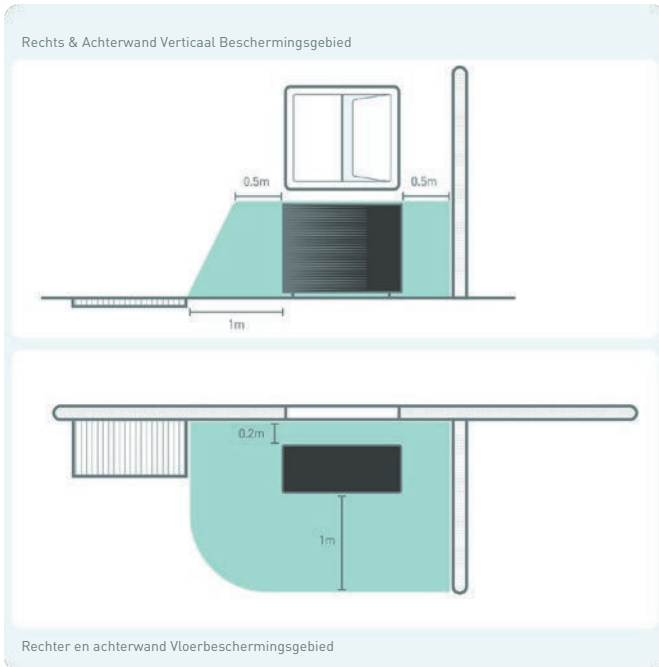 Rechts & Achterwand Verticaal Beschermingsgebied
0.5m
0.5m
1m
0.2m
1m
Rechter en achterwand Vloerbeschermingsgebied